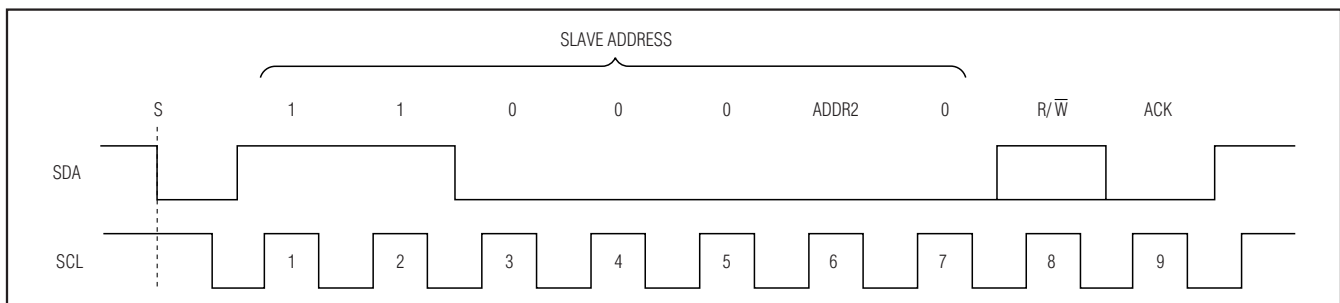 SLAVE ADDRESS
S 1 1 0 0 0 ADDR2 0 R/W̅ ACK
SDA
SCL 1 2 3 4 5 6 7 8 9